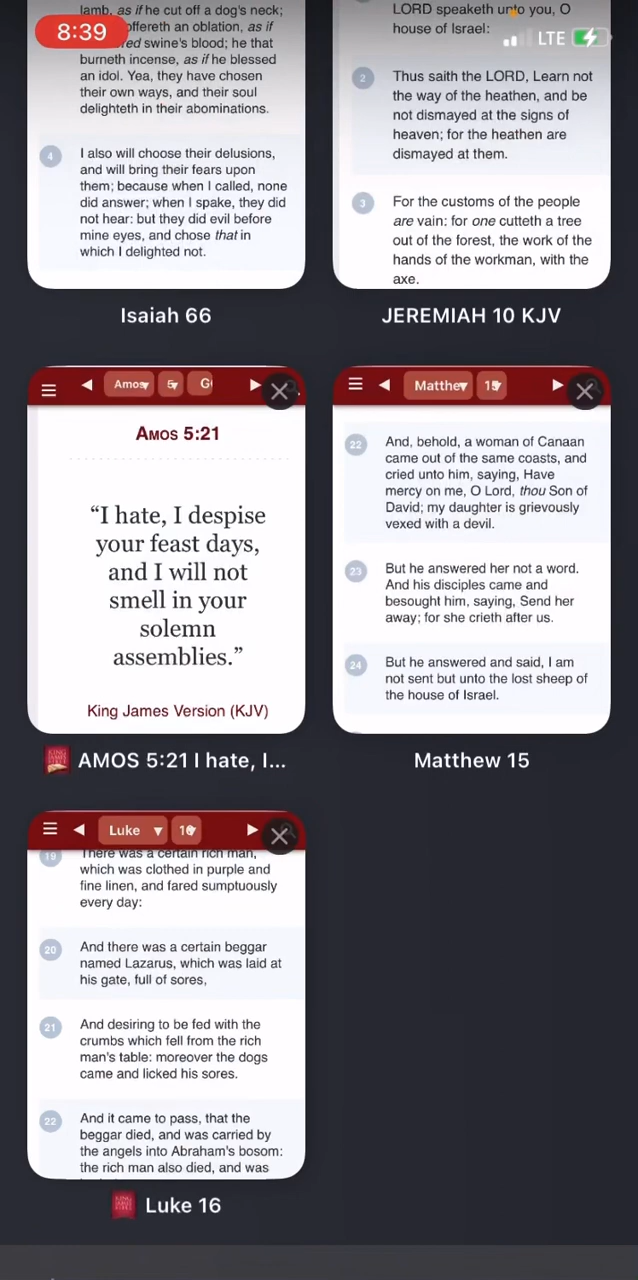 lamb, as if he cut off a dog's neck;
offereth an oblation, as if
swine's blood; he that
burneth incense, as if he blessed
an idol. Yea, they have chosen
their own ways, and their soul
delighteth in their abominations.
4
I also will choose their delusions,
and will bring their fears upon
them; because when I called, none
did answer; when I spake, they did
not hear: but they did evil before
mine eyes, and chose that in
which I delighted not.
Isaiah 66
8:39
LTE
LORD speaketh unto you, O
house of Israel:
2
Thus saith the LORD, Learn not
the way of the heathen, and be
not dismayed at the signs of
heaven; for the heathen are
dismayed at them.
3
For the customs of the people
are vain: for one cutteth a tree
out of the forest, the work of the
hands of the workman, with the
axe.
JEREMIAH 10 KJV
Amos 5
AMOS 5:21
“I hate, I despise
your feast days,
and I will not
smell in your
solemn
assemblies.”
King James Version (KJV)
AMOS 5:21 I hate, I...
Matthe 15
22
And, behold, a woman of Canaan
came out of the same coasts, and
cried unto him, saying, Have
mercy on me, O Lord, thou Son of
David; my daughter is grievously
vexed with a devil.
23
But he answered her not a word.
And his disciples came and
besought him, saying, Send her
away; for she crieth after us.
24
But he answered and said, I am
not sent but unto the lost sheep of
the house of Israel.
Matthew 15
Luke 16
19
There was a certain rich man,
which was clothed in purple and
fine linen, and fared sumptuously
every day:
20
And there was a certain beggar
named Lazarus, which was laid at
his gate, full of sores,
21
And desiring to be fed with the
crumbs which fell from the rich
man's table: moreover the dogs
came and licked his sores.
22
And it came to pass, that the
beggar died, and was carried by
the angels into Abraham's bosom:
the rich man also died, and was
Luke 16